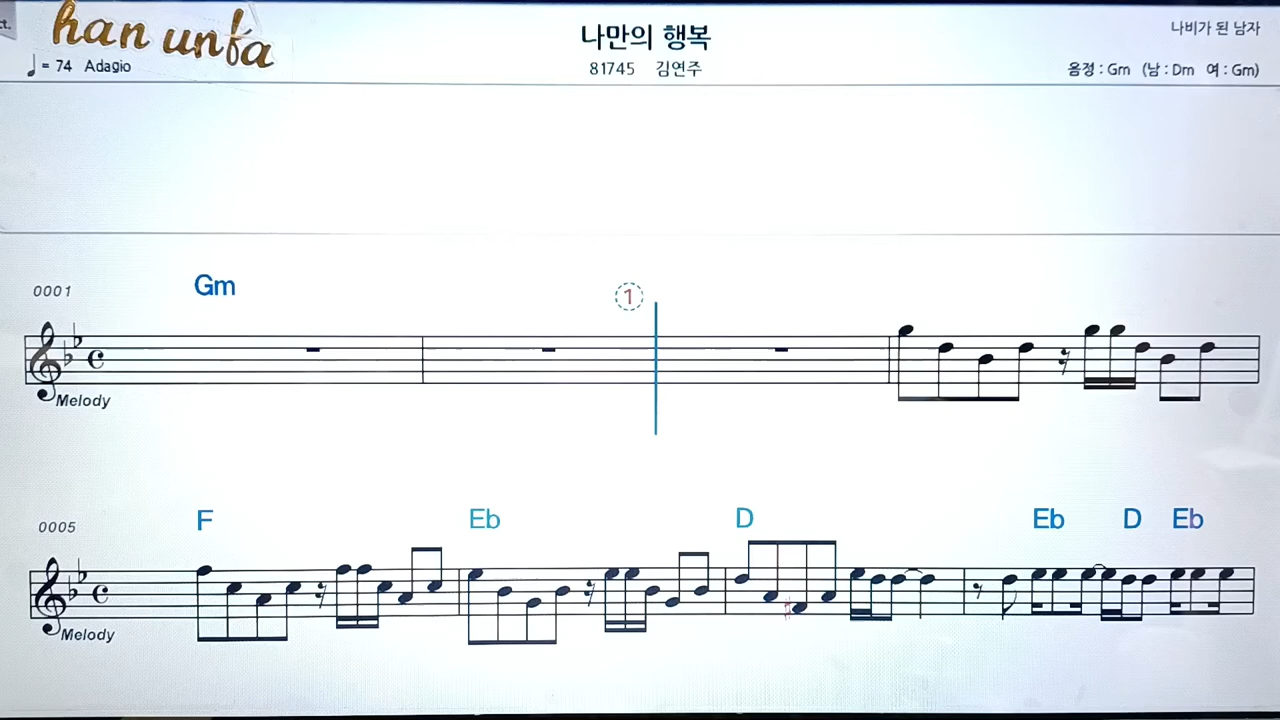 ct.
han unfa
나만의 행복
나비가 된 남자
♩ = 74 Adagio
81745 김연주
음정 : Gm (남 : Dm 여 : Gm)
0001
Gm
1
Melody
0005
F Eb D Eb D Eb
Melody